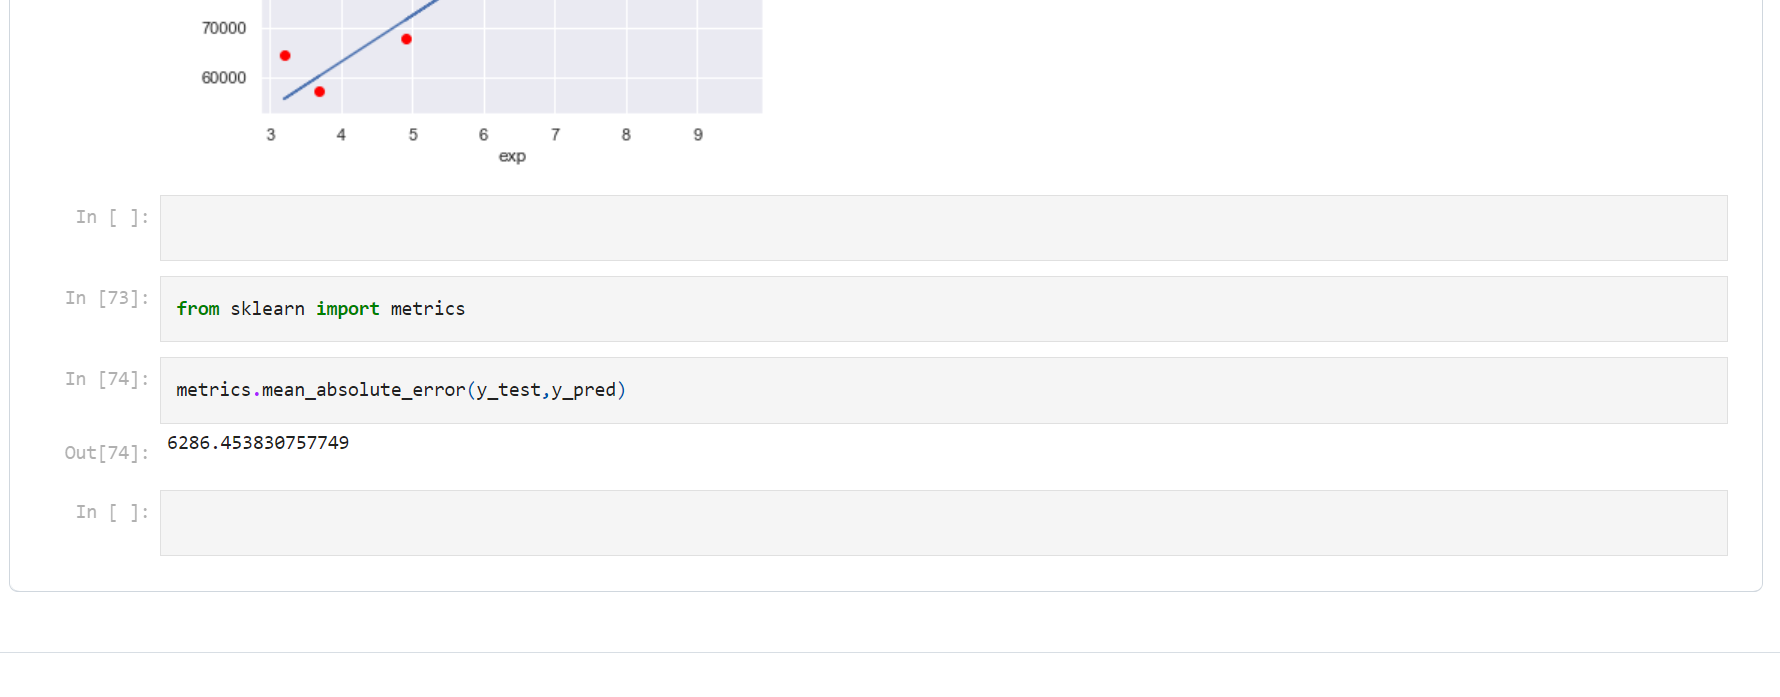 70000
60000
3 4 5 6 7 8 9
exp
In [ ]:
In [73]:
from sklearn import metrics
In [74]:
metrics.mean_absolute_error(y_test,y_pred)
Out[74]:
6286.453830757749
In [ ]: